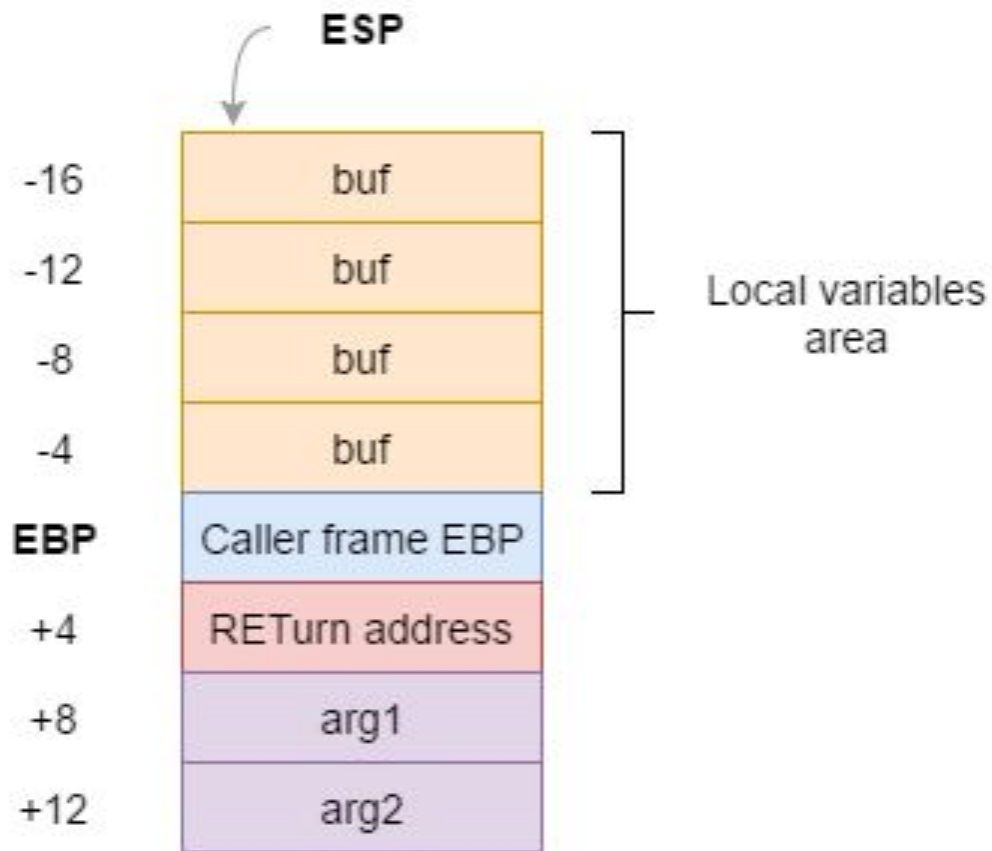 ESP
-16
buf
-12
buf
-8
buf
Local variables
area
-4
buf
EBP
Caller frame EBP
+4
RETurn address
+8
arg1
+12
arg2